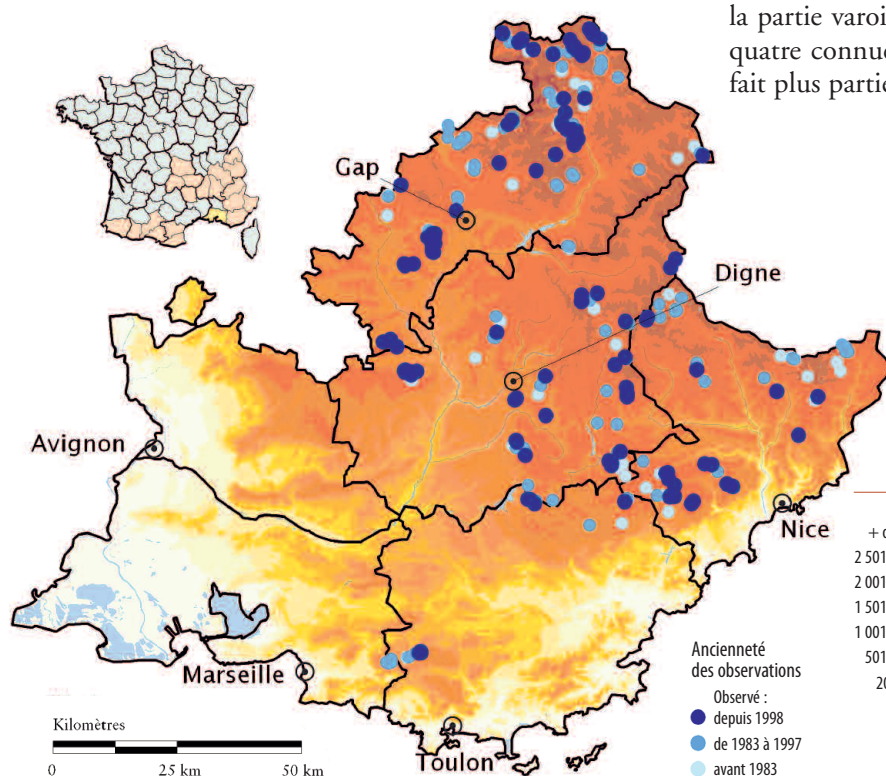 la partie varoi
quatre connue
fait plus partie
Gap
Digne
Avignon
Nice
Marseille
Toulon
Kilomètres
0 25 km 50 km
Ancienneté
des observations
Observé :
depuis 1998
de 1983 à 1997
avant 1983
+ d
2 501
2 001
1 501
1 001
501
20